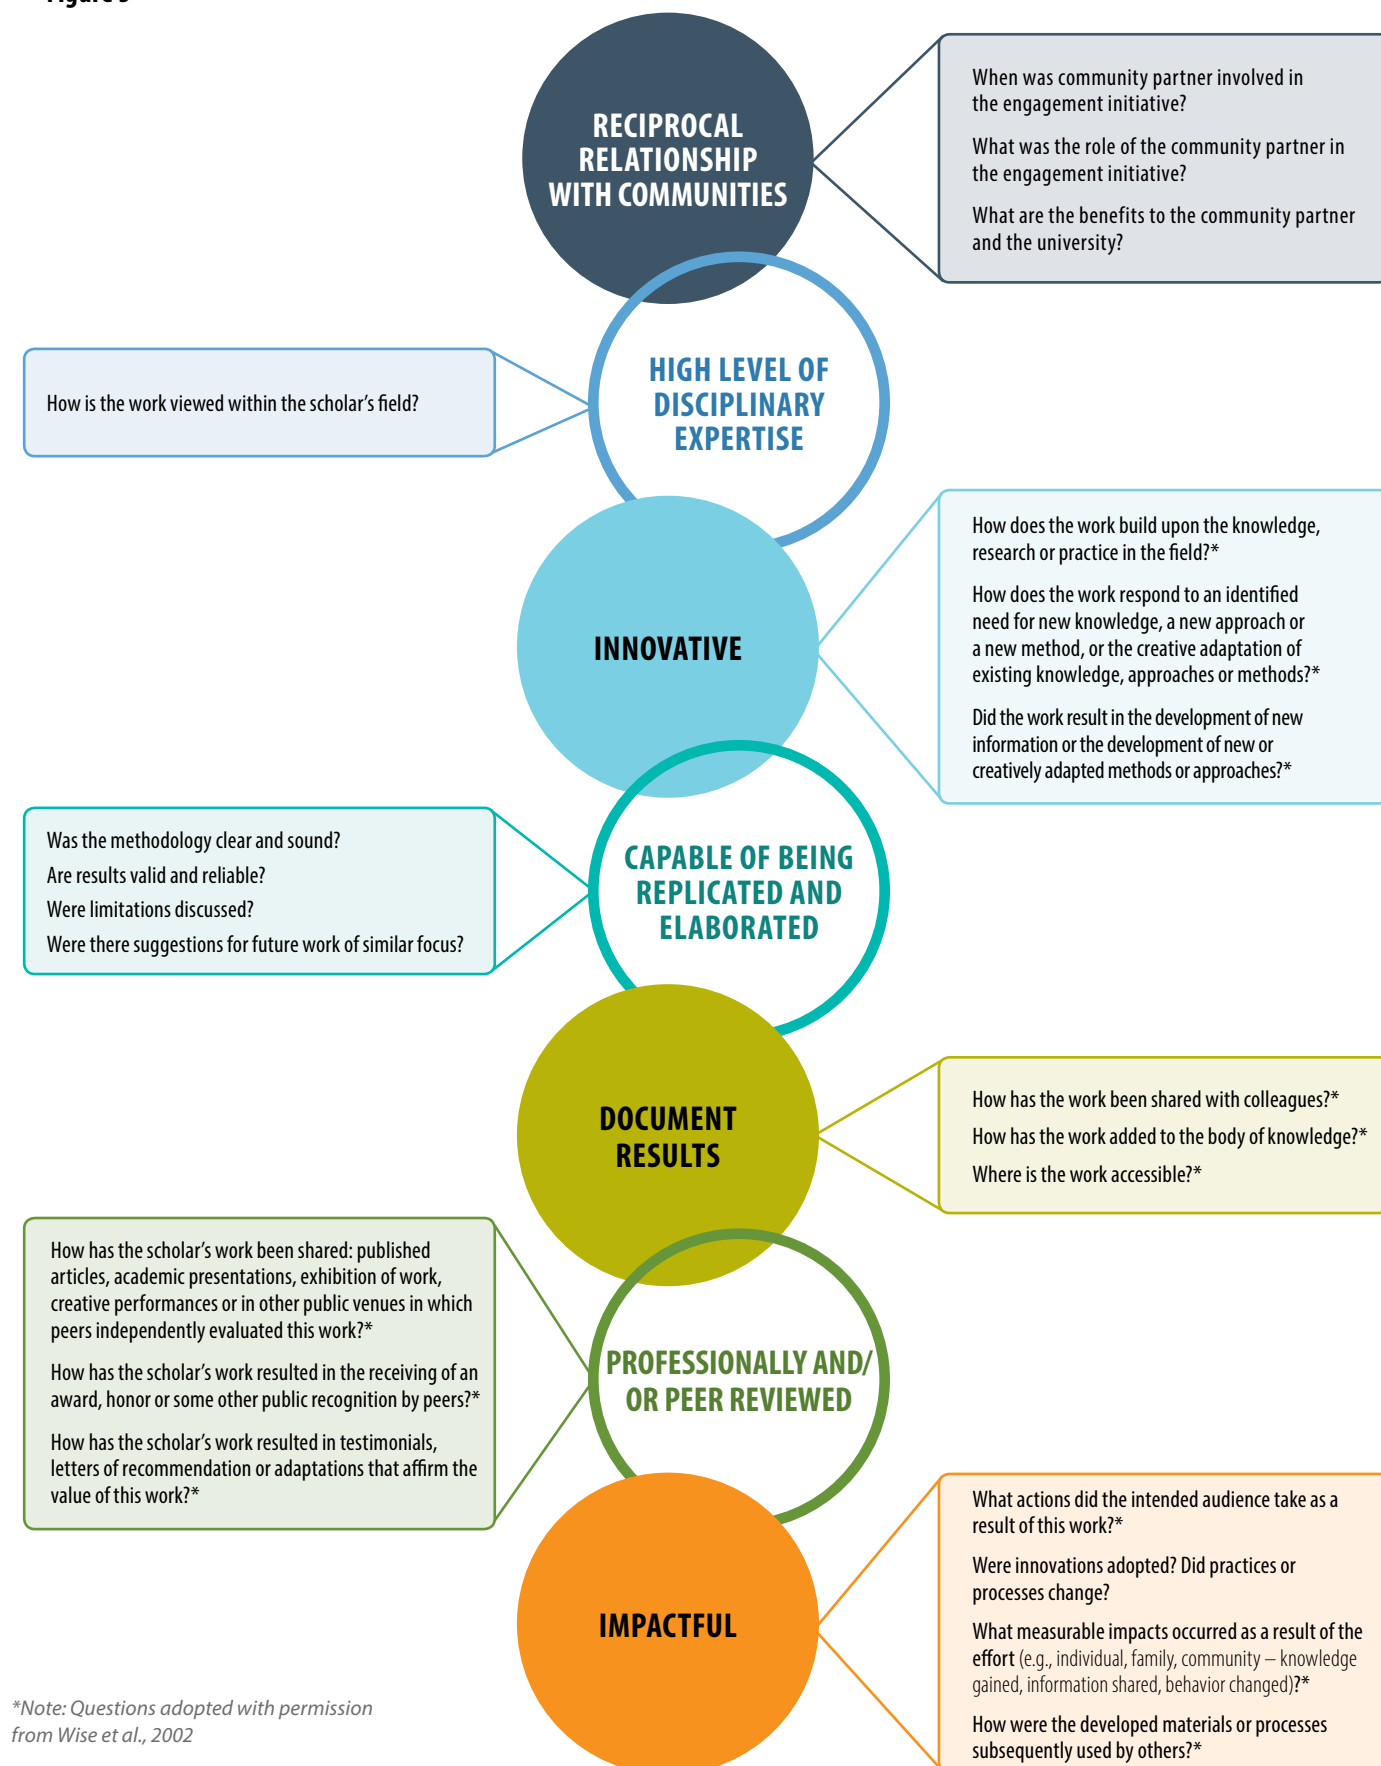 Figure 3
RECIPROCAL
RELATIONSHIP
WITH COMMUNITIES
When was community partner involved in
the engagement initiative?
What was the role of the community partner in
the engagement initiative?
What are the benefits to the community partner
and the university?
HIGH LEVEL OF
DISCIPLINARY
EXPERTISE
How is the work viewed within the scholar’s field?
INNOVATIVE
How does the work build upon the knowledge,
research or practice in the field?*
How does the work respond to an identified
need for new knowledge, a new approach or
a new method, or the creative adaptation of
existing knowledge, approaches or methods?*
Did the work result in the development of new
information or the development of new or
creatively adapted methods or approaches?*
CAPABLE OF BEING
REPLICATED AND
ELABORATED
Was the methodology clear and sound?
Are results valid and reliable?
Were limitations discussed?
Were there suggestions for future work of similar focus?
DOCUMENT
RESULTS
How has the work been shared with colleagues?*
How has the work added to the body of knowledge?*
Where is the work accessible?*
PROFESSIONALLY AND/
OR PEER REVIEWED
How has the scholar’s work been shared: published
articles, academic presentations, exhibition of work,
creative performances or in other public venues in which
peers independently evaluated this work?*
How has the scholar’s work resulted in the receiving of an
award, honor or some other public recognition by peers?*
How has the scholar’s work resulted in testimonials,
letters of recommendation or adaptations that affirm the
value of this work?*
IMPACTFUL
What actions did the intended audience take as a
result of this work?*
Were innovations adopted? Did practices or
processes change?
What measurable impacts occurred as a result of the
effort (e.g., individual, family, community – knowledge
gained, information shared, behavior changed)?*
How were the developed materials or processes
subsequently used by others?*
*Note: Questions adopted with permission
from Wise et al., 2002